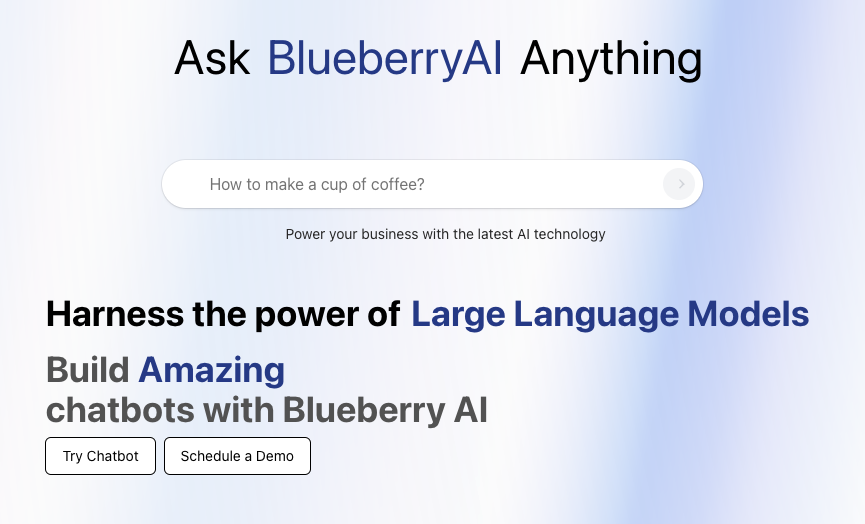 Ask BlueberryAI Anything
How to make a cup of coffee?
Power your business with the latest AI technology
Harness the power of Large Language Models
Build Amazing
chatbots with Blueberry AI
Try Chatbot Schedule a Demo